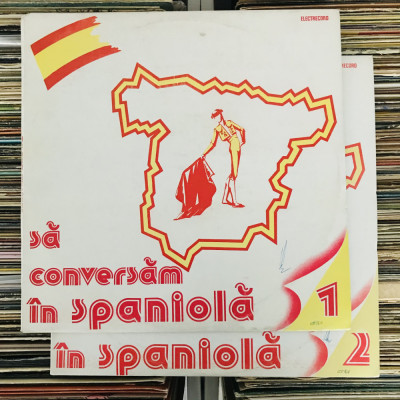 ELECTRECORD
să
conversăm
în spaniolă
1
în spaniolă
2